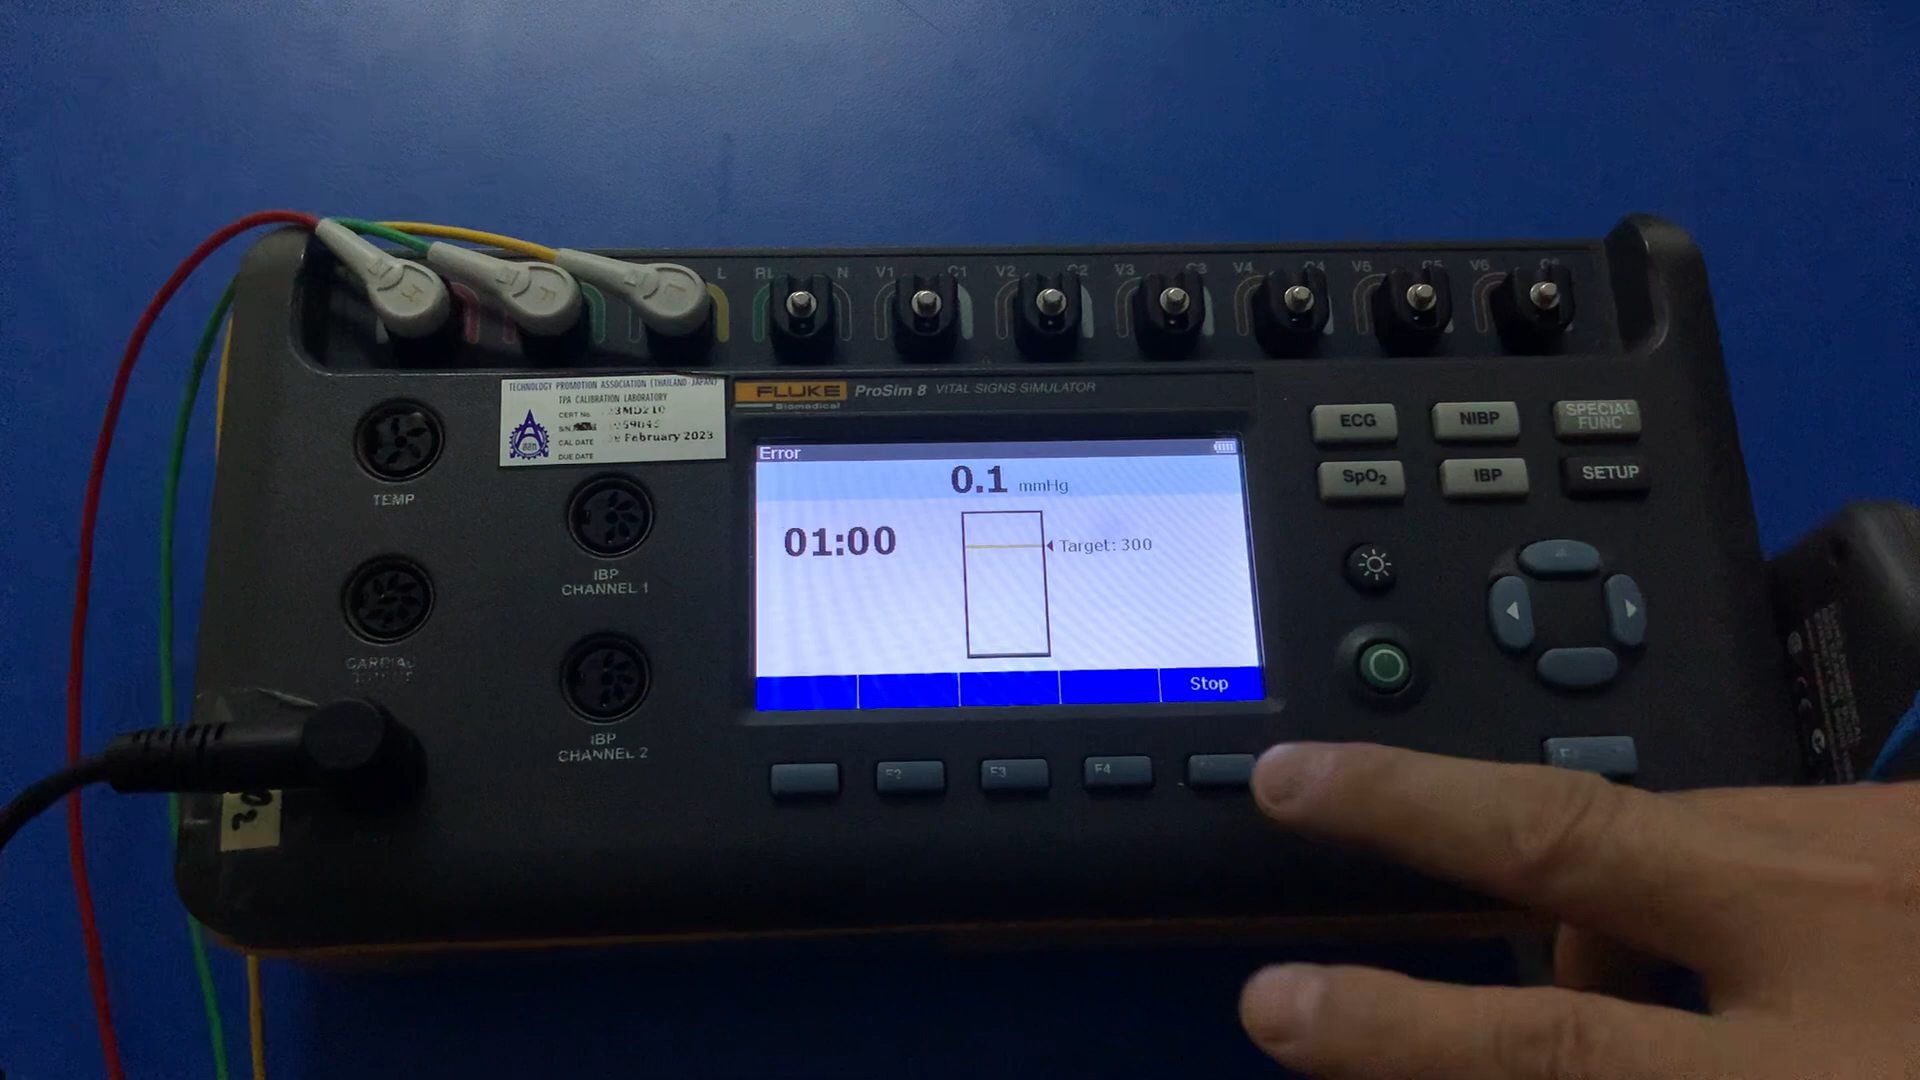 L
RL N V1 C1 V2 C2 V3 C3 V4 C4 V5 C5 V6 C6
TECHNOLOGY PROMOTION ASSOCIATION (THAILAND-JAPAN)
TPA CALIBRATION LABORATORY
CERT No.
S/N
CAL DATE February 2023
DUE DATE
FLUKE
Biomedical
ProSim 8 VITAL SIGNS SIMULATOR
Error
0.1 mmHg
01:00
Target: 300
Stop
TEMP
IBP
CHANNEL 1
CARDIAC
IBP
CHANNEL 2
ECG
NIBP
SPECIAL
FUNC
SpO2
IBP
SETUP
F2
F3
F4